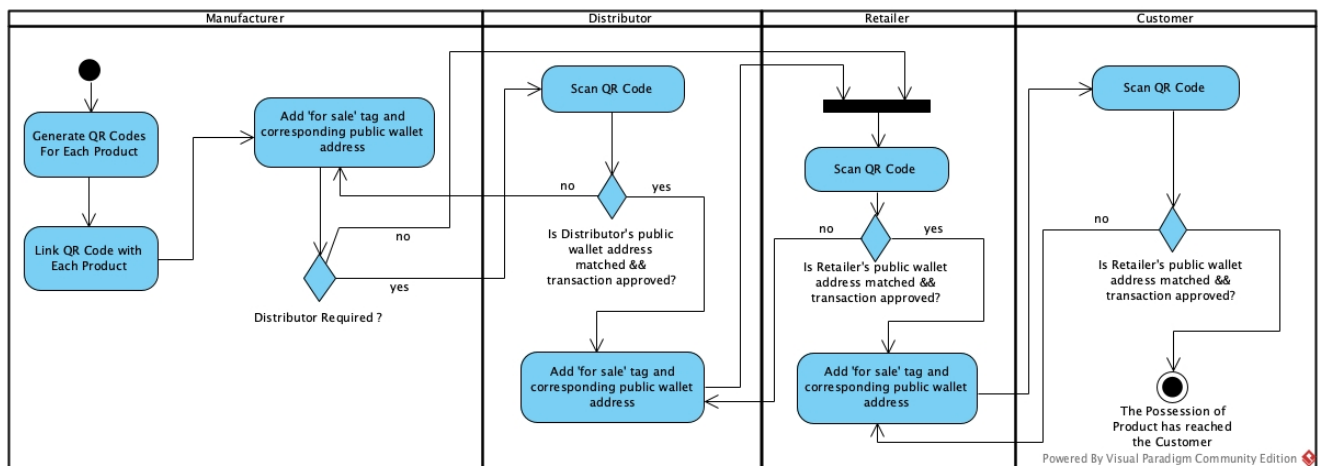 Manufacturer
Distributor
Retailer
Customer
Generate QR Codes
For Each Product
Link QR Code with
Each Product
Add 'for sale' tag and
corresponding public wallet
address
no
yes
Distributor Required ?
Scan QR Code
no
yes
Is Distributor's public
wallet address
matched &&
transaction approved?
Add 'for sale' tag and
corresponding public wallet
address
Scan QR Code
no
yes
Is Retailer's public wallet
address matched &&
transaction approved?
Add 'for sale' tag and
corresponding public wallet
address
Scan QR Code
no
yes
Is Retailer's public wallet
address matched &&
transaction approved?
The Possession of
Product has reached
the Customer
Powered By Visual Paradigm Community Edition